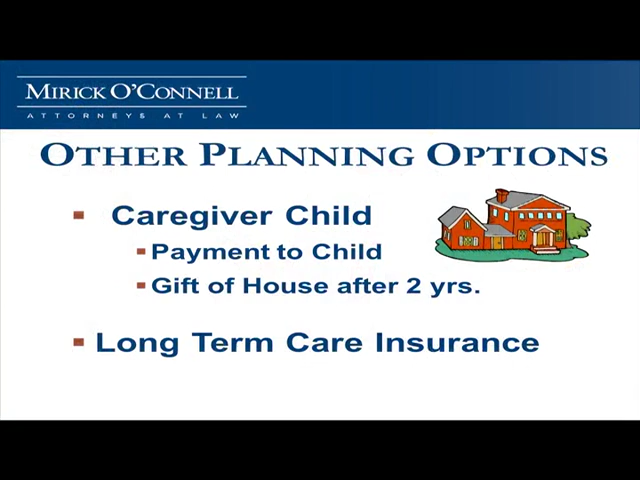 MIRICK O'CONNELL
ATTORNEYS AT LAW
OTHER PLANNING OPTIONS
Caregiver Child
Payment to Child
Gift of House after 2 yrs.
Long Term Care Insurance